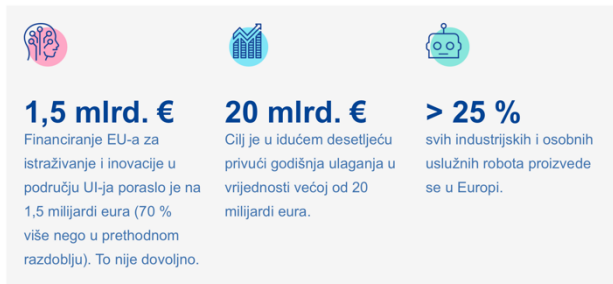 1,5 mlrd. €
Financiranje EU-a za
istraživanje i inovacije u
području UI-ja poraslo je na
1,5 milijardi eura (70 %
više nego u prethodnom
razdoblju). To nije dovoljno.
20 mlrd. €
Cilj je u idućem desetljeću
privući godišnja ulaganja u
vrijednosti većoj od 20
milijardi eura.
> 25 %
svih industrijskih i osobnih
uslužnih robota proizvede
se u Europi.